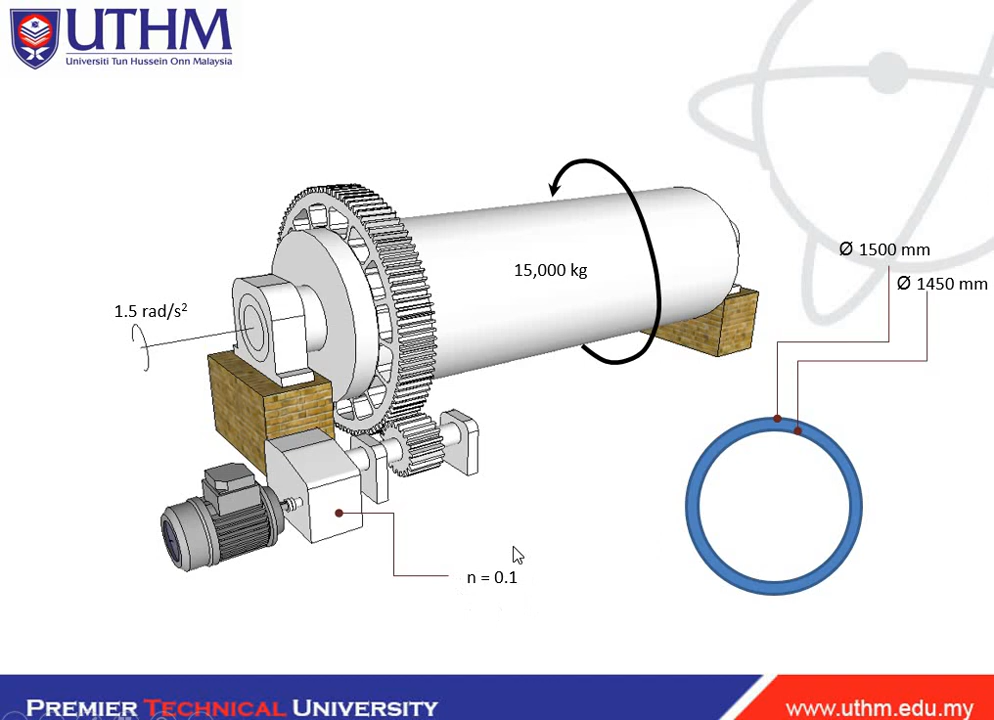 UTHM
Universiti Tun Hussein Onn Malaysia
Ø 1500 mm
Ø 1450 mm
15,000 kg
1.5 rad/s²
n = 0.1
PREMIER TECHNICAL UNIVERSITY
www.uthm.edu.my